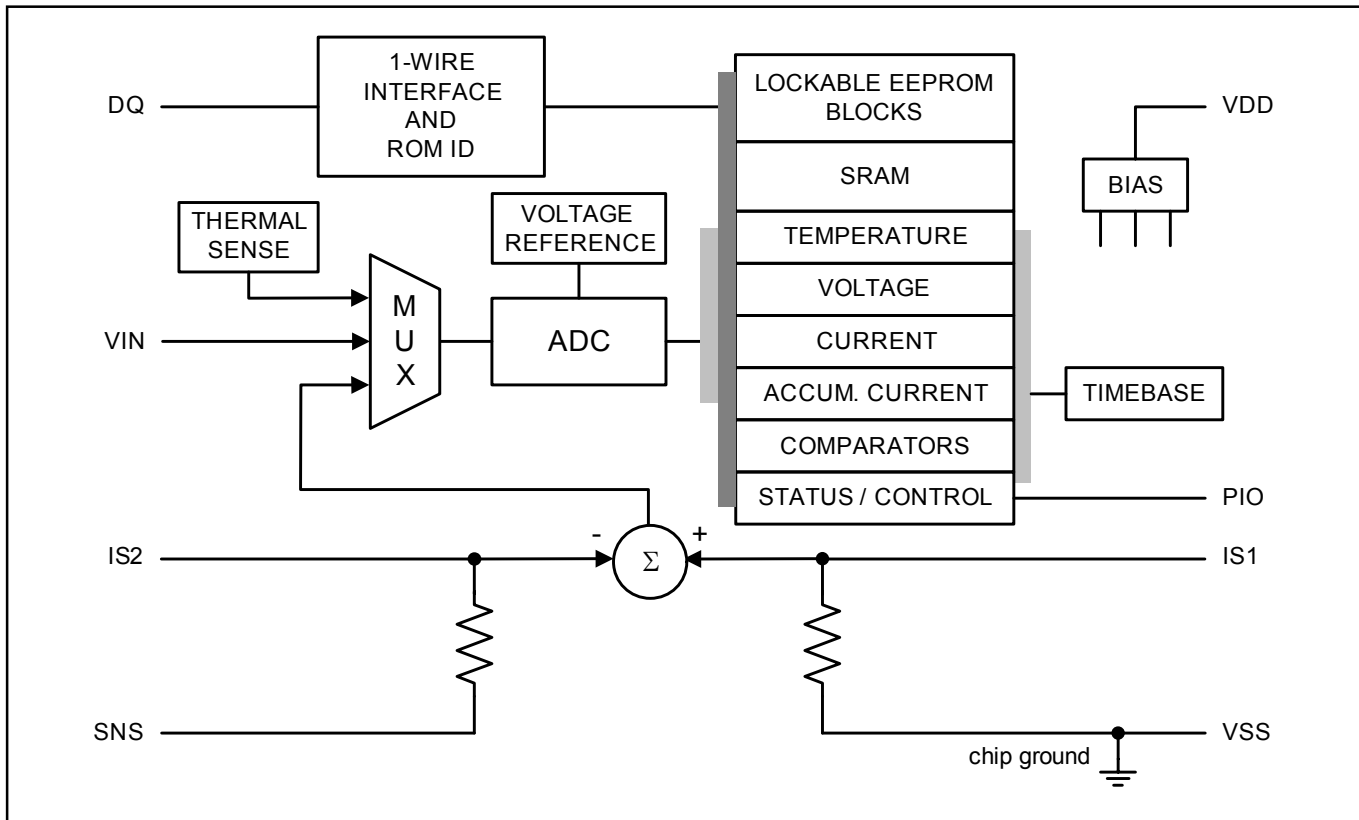 DQ
1-WIRE
INTERFACE
AND
ROM ID
LOCKABLE EEPROM
BLOCKS
SRAM
TEMPERATURE
VOLTAGE
CURRENT
ACCUM. CURRENT
COMPARATORS
STATUS / CONTROL
VDD
BIAS
THERMAL
SENSE
VOLTAGE
REFERENCE
VIN
M
U
X
ADC
TIMEBASE
PIO
IS2
-
Σ
+
IS1
SNS
VSS
chip ground